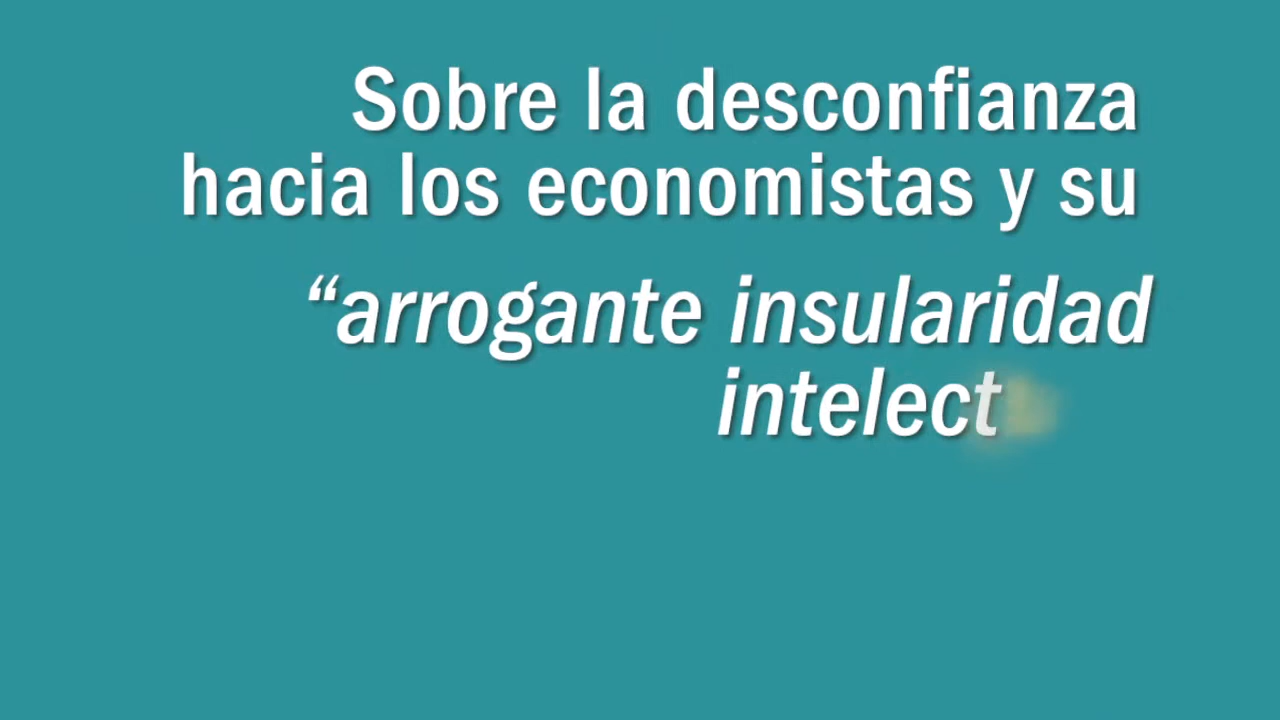 Sobre la desconfianza
hacia los economistas y su
“arrogante insularidad
intelect